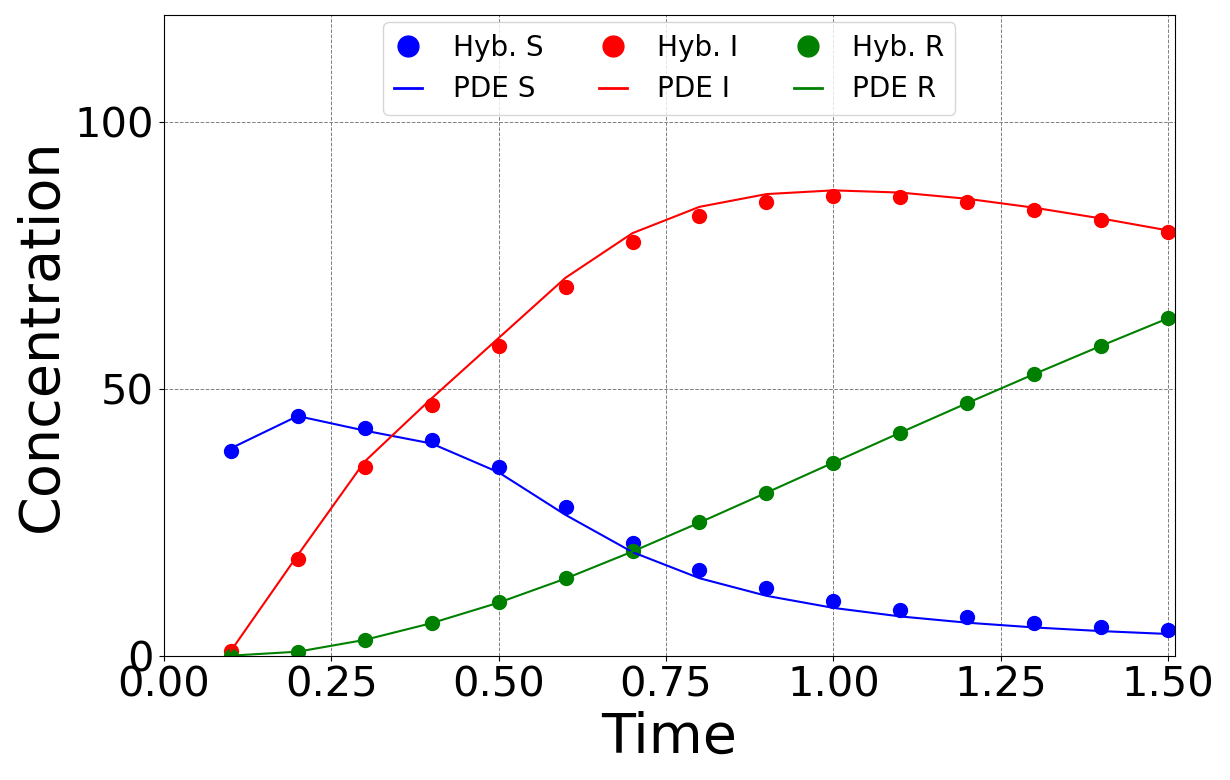 Hyb. S Hyb. I Hyb. R
PDE S PDE I PDE R
Concentration
100
50
0
0.00 0.25 0.50 0.75 1.00 1.25 1.50
Time